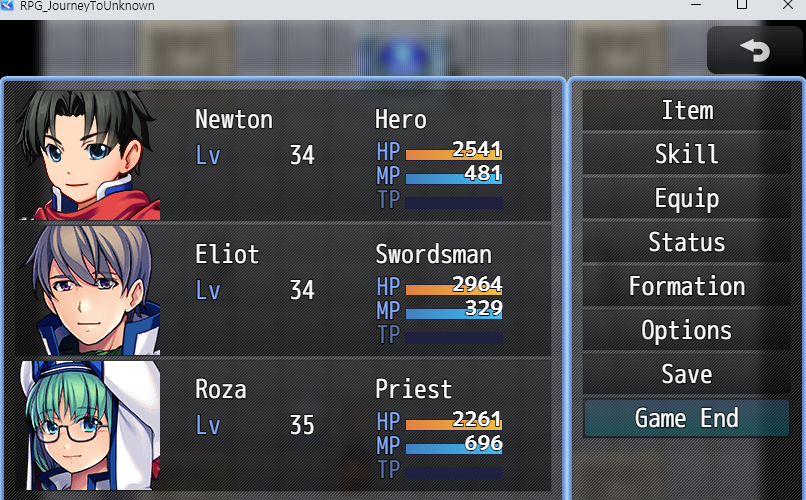 RPG_JourneyToUnknown
Newton Hero
Lv 34 HP 2541
MP 481
TP
Eliot Swordsman
Lv 34 HP 2964
MP 329
TP
Roza Priest
Lv 35 HP 2261
MP 696
TP
Item
Skill
Equip
Status
Formation
Options
Save
Game End